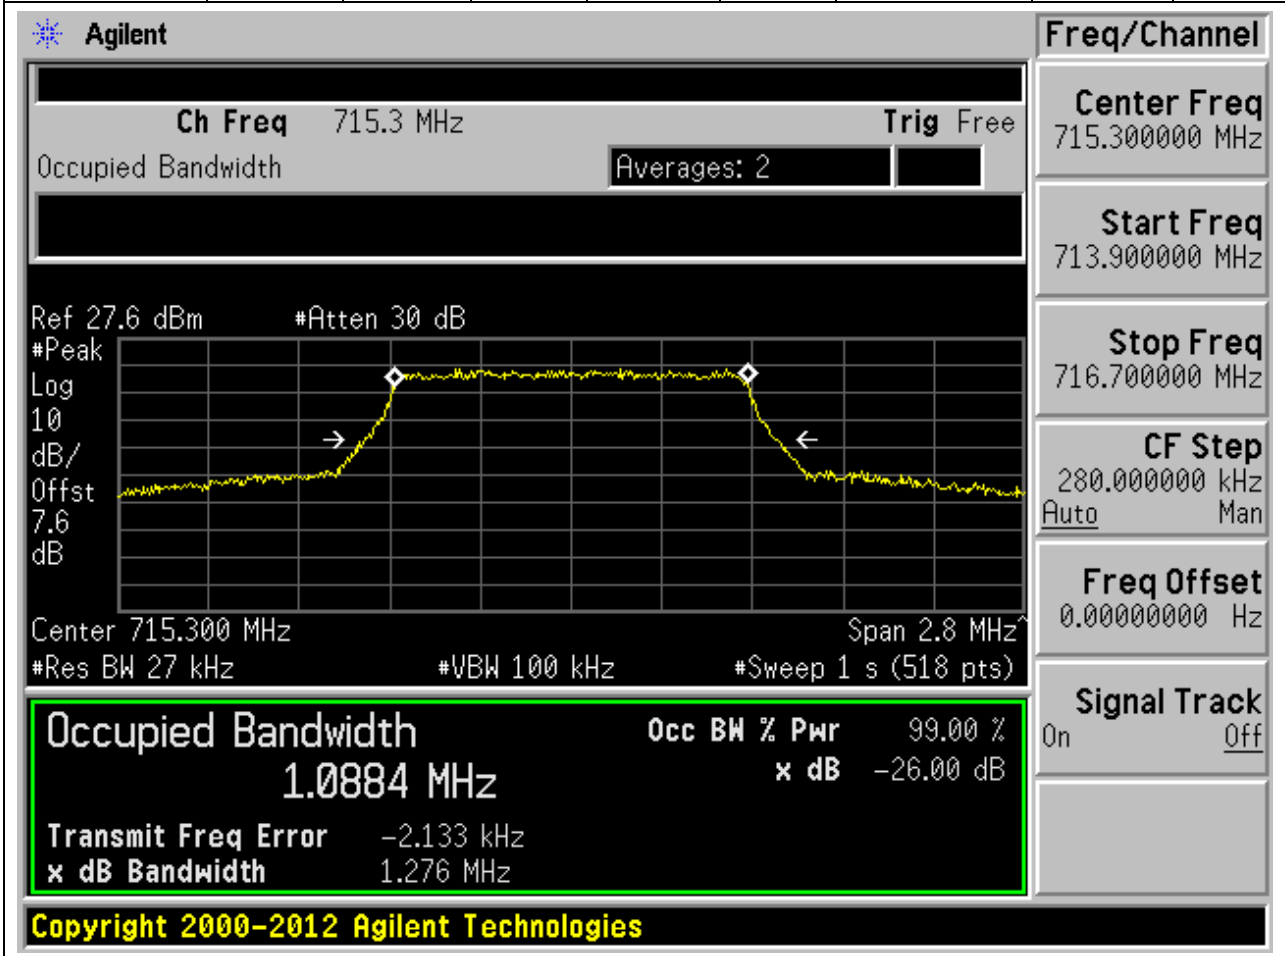 Agilent
Freq/Channel
Ch Freq 715.3 MHz Trig Free
Occupied Bandwidth Averages: 2
Center Freq
715.300000 MHz
Start Freq
713.900000 MHz
Stop Freq
716.700000 MHz
CF Step
280.000000 kHz
Auto Man
Freq Offset
0.00000000 Hz
Signal Track
On Off
Ref 27.6 dBm #Atten 30 dB
#Peak
Log
10
dB/
Offst
7.6
dB
Center 715.300 MHz Span 2.8 MHz^
#Res BW 27 kHz #VBW 100 kHz #Sweep 1 s (518 pts)
Occupied Bandwidth Occ BW % Pwr 99.00 %
1.0884 MHz x dB -26.00 dB
Transmit Freq Error -2.133 kHz
x dB Bandwidth 1.276 MHz
Copyright 2000-2012 Agilent Technologies